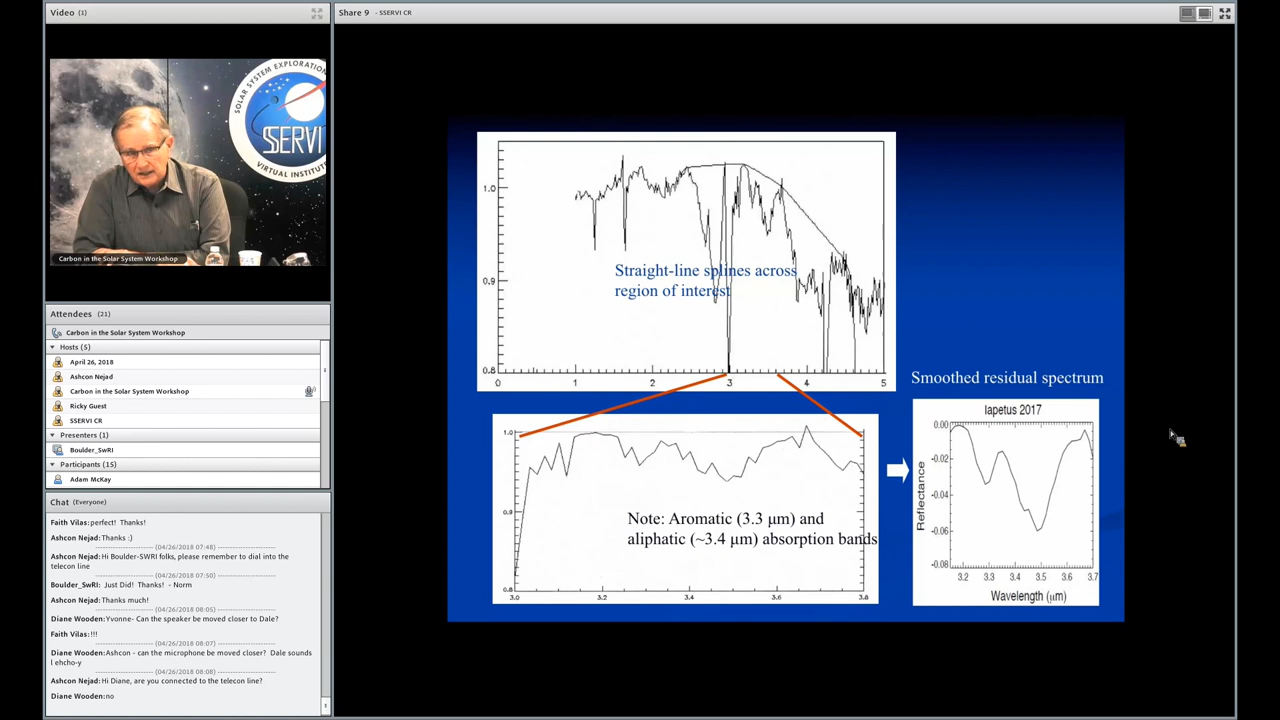 Video (1)
SOLAR SYSTEM EXPLORATION
SSERVI
VIRTUAL INSTITUTE
Carbon in the Solar System Workshop
Attendees (21)
Carbon in the Solar System Workshop
Hosts (5)
April 26, 2018
Ashcon Nejad
Carbon in the Solar System Workshop
Ricky Guest
SSERVI CR
Presenters (1)
Boulder_SwRI
Participants (15)
Adam McKay
Chat (Everyone)
Faith Vilas: perfect! Thanks!
Ashcon Nejad: Thanks :)
(04/26/2018 07:48)
Ashcon Nejad: Hi Boulder-SWRI folks, please remember to dial into the
telecon line
(04/26/2018 07:50)
Boulder_SwRI: Just Did! Thanks! - Norm
Ashcon Nejad: Thanks much!
(04/26/2018 08:05)
Diane Wooden: Yvonne- Can the speaker be moved closer to Dale?
Faith Vilas: !!!
(04/26/2018 08:07)
Diane Wooden: Ashcon - can the microphone be moved closer? Dale sounds
l ehcho-y
(04/26/2018 08:08)
Ashcon Nejad: Hi Diane, are you connected to the telecon line?
Diane Wooden: no
Share 9 - SSERVI CR
1.0
0.9
0.8
0 1 2 3 4 5
Straight-line splines across
region of interest
1.0
0.9
0.8
3.0 3.2 3.4 3.6 3.8
Note: Aromatic (3.3 μm) and
aliphatic (~3.4 μm) absorption bands
Smoothed residual spectrum
Iapetus 2017
0.00
-0.02
-0.04
-0.06
-0.08
Reflectance
3.2 3.3 3.4 3.5 3.6 3.7
Wavelength (μm)